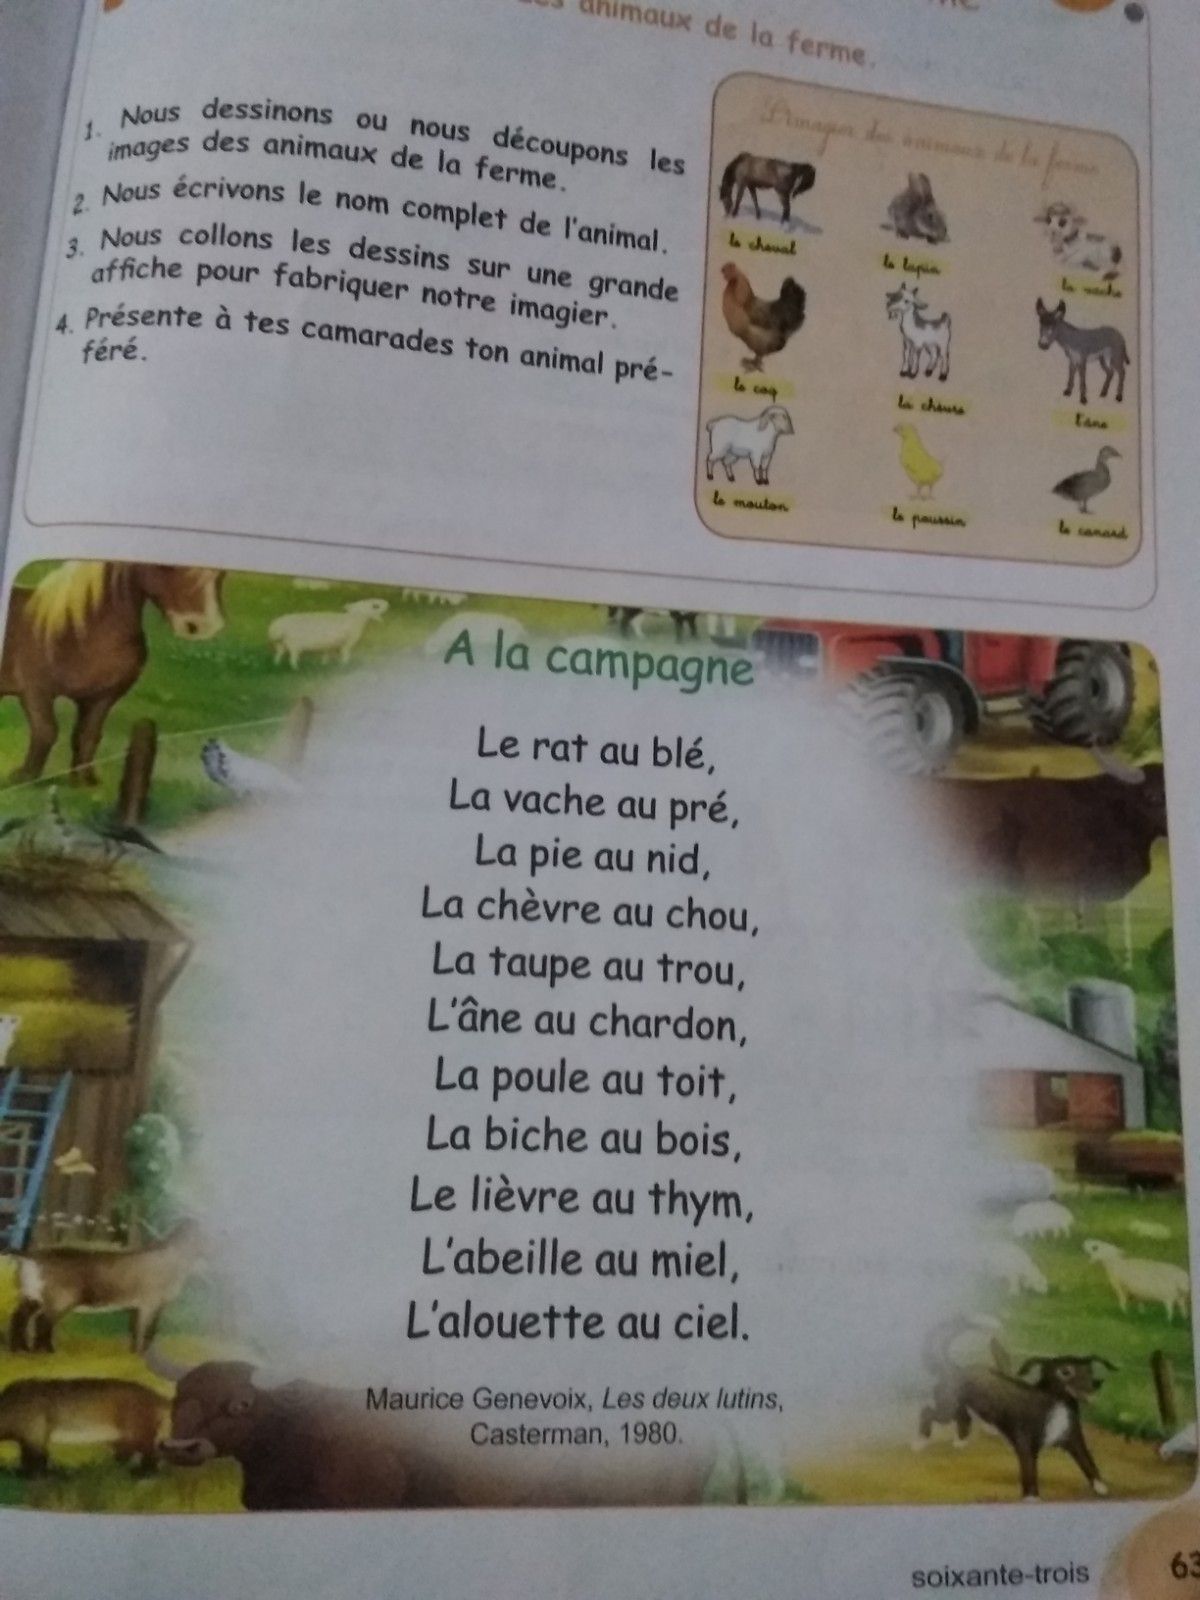 animaux de la ferme.
1. Nous dessinons ou nous découpons les
images des animaux de la ferme.
2. Nous écrivons le nom complet de l'animal.
3. Nous collons les dessins sur une grande
affiche pour fabriquer notre imagier.
4. Présente à tes camarades ton animal pré-
féré.
L'imagier des animaux de la ferme
le cheval
le lapin
la vache
le coq
la chèvre
l'âne
le mouton
le poussin
le canard
A la campagne
Le rat au blé,
La vache au pré,
La pie au nid,
La chèvre au chou,
La taupe au trou,
L'âne au chardon,
La poule au toit,
La biche au bois,
Le lièvre au thym,
L'abeille au miel,
L'alouette au ciel.
Maurice Genevoix, Les deux lutins,
Casterman, 1980.
soixante-trois
63